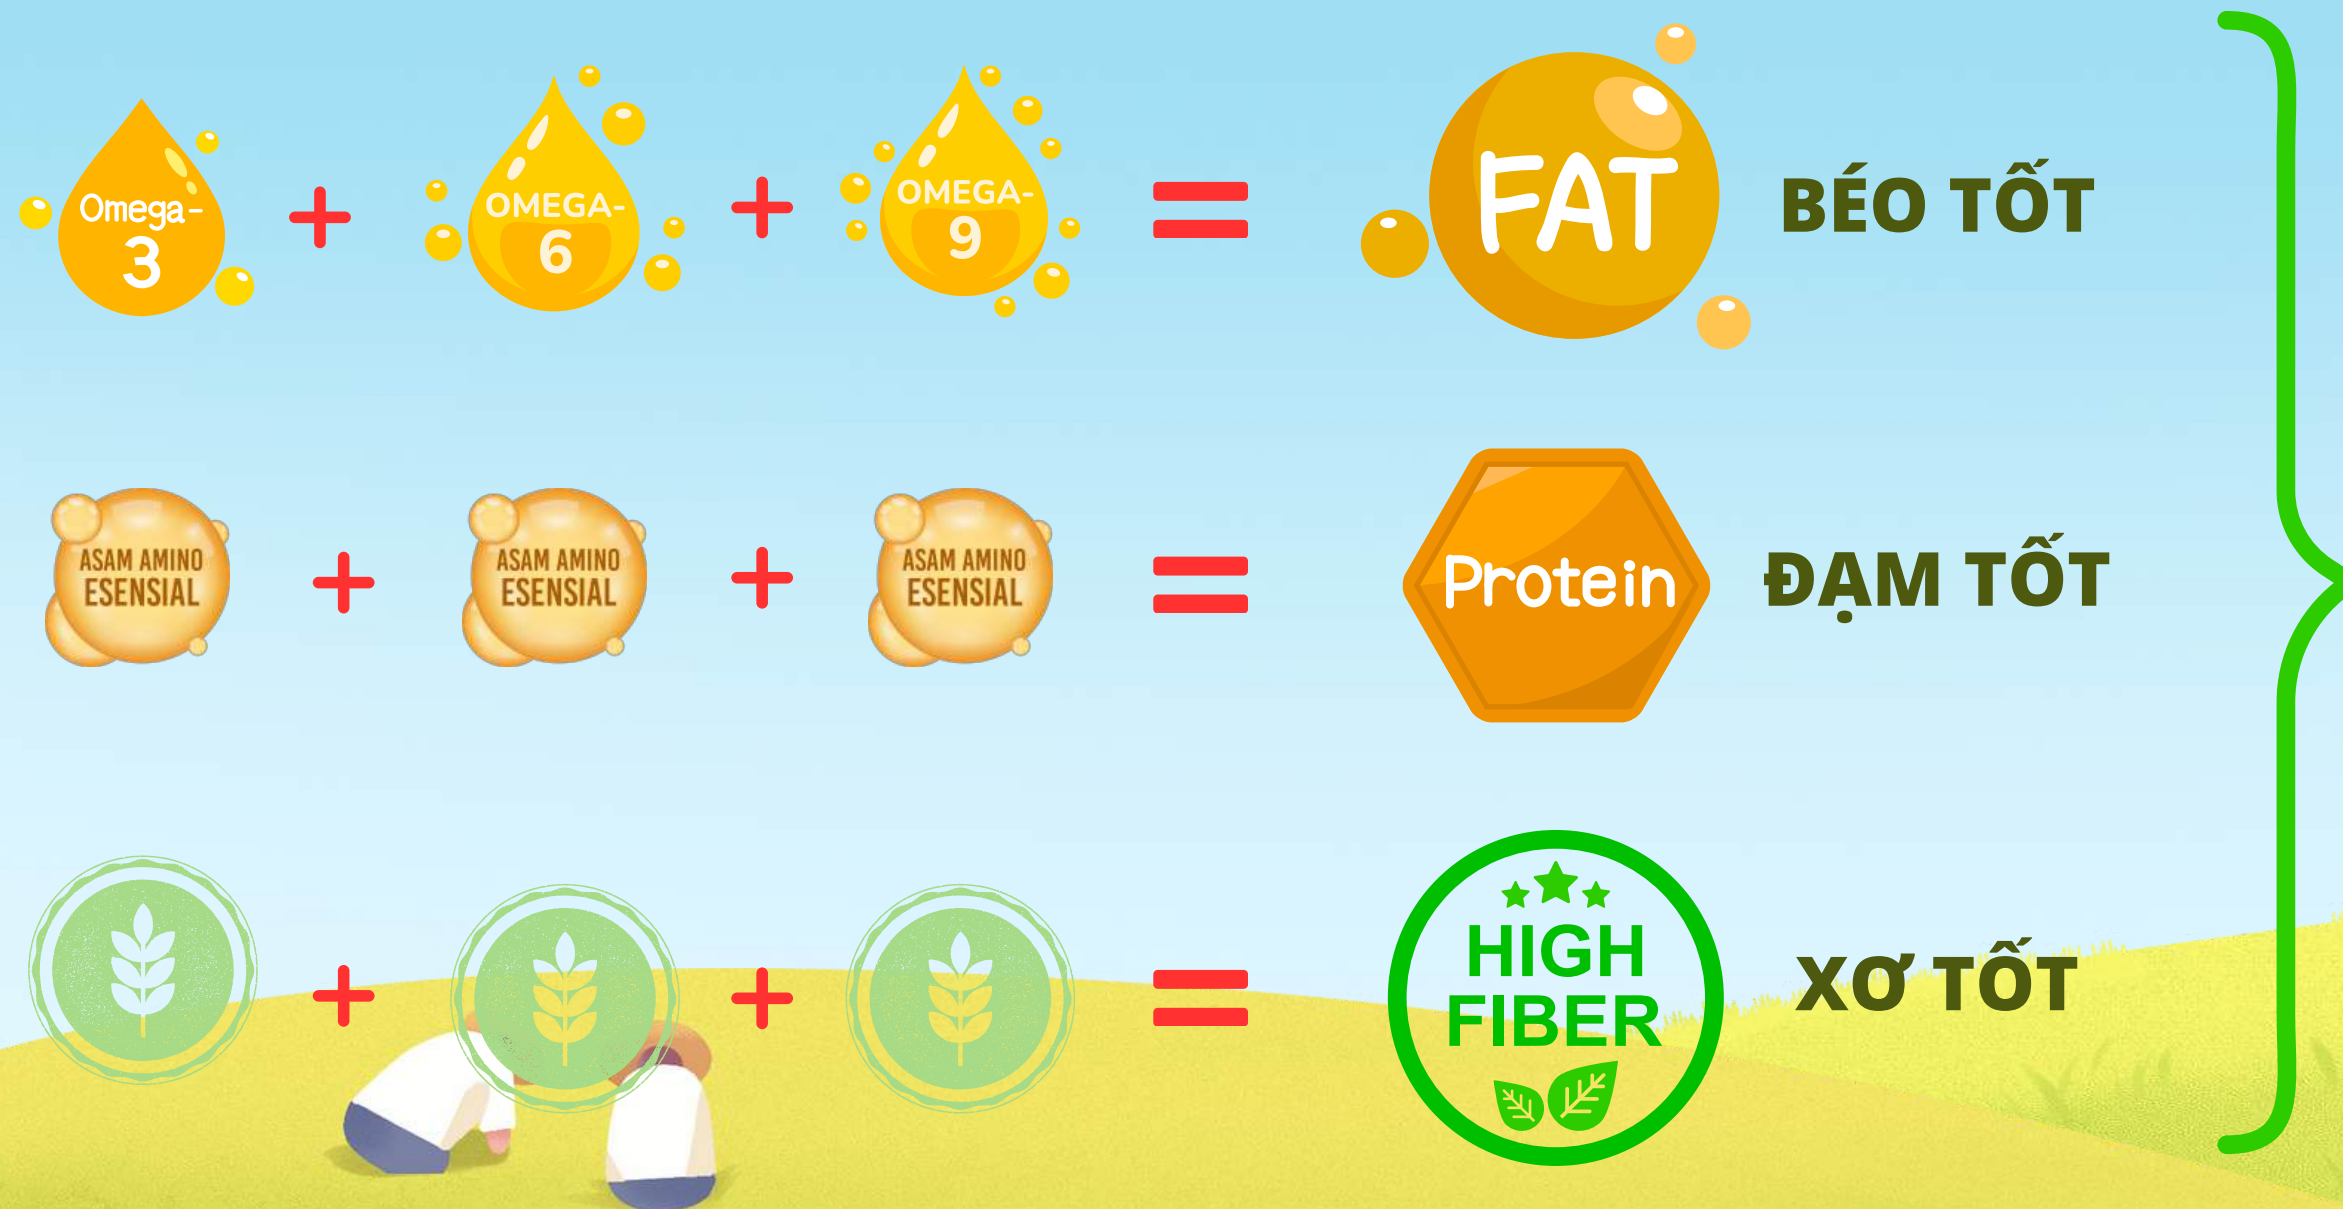 Omega-
3
+
OMEGA-
6
+
OMEGA-
9
=
FAT
BÉO TỐT
ASAM AMINO
ESENSIAL
+
ASAM AMINO
ESENSIAL
+
ASAM AMINO
ESENSIAL
=
Protein
ĐẠM TỐT
+
+
=
HIGH
FIBER
XƠ TỐT